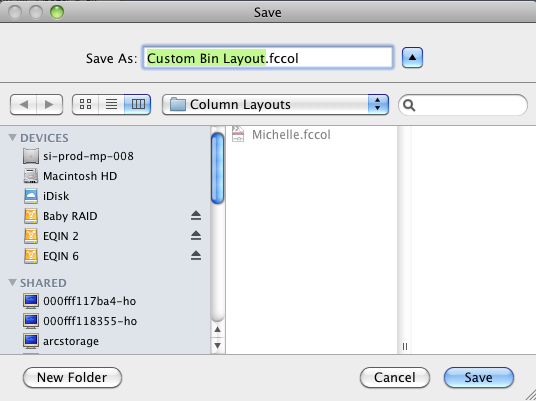 Save
Save As: Custom Bin Layout.fccol
Column Layouts
DEVICES
Michelle.fccol
si-prod-mp-008
Macintosh HD
iDisk
Baby RAID
EQIN 2
EQIN 6
SHARED
000fff117ba4-ho
000fff118355-ho
arcstorage
New Folder
Cancel
Save